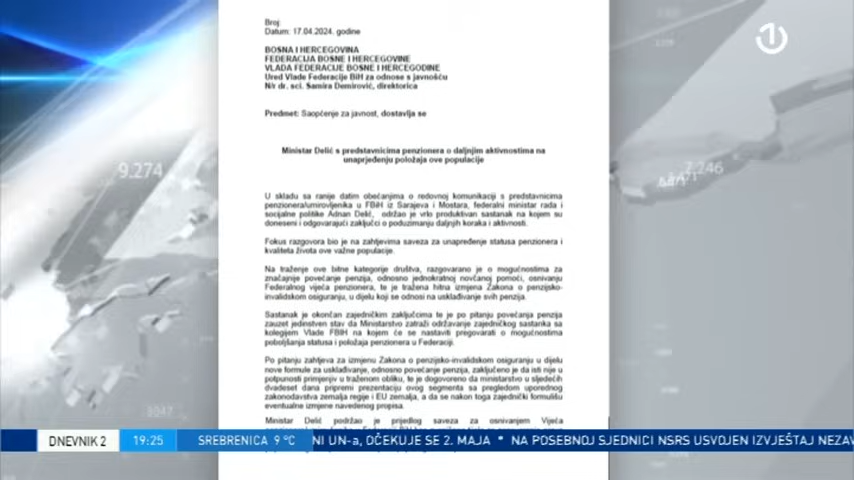 Broj:
Datum: 17.04.2024. godine
BOSNA I HERCEGOVINA
FEDERACIJA BOSNE I HERCEGOVINE
VLADA FEDERACIJE BOSNE I HERCEGODINE
Ured Vlade Federacije BiH za odnose s javnošću
N/r dr. sci. Samira Demirović, direktorica
Predmet: Saopćenje za javnost, dostavlja se
Ministar Delić s predstavnicima penzionera o daljnjim aktivnostima na
unaprjeđenju položaja ove populacije
U skladu sa ranije datim obećanjima o redovnoj komunikaciji s predstavnicima
penzionera/umirovljenika u FBiH iz Sarajeva i Mostara, federalni ministar rada i
socijalne politike Adnan Delić, održao je vrlo produktivan sastanak na kojem su
doneseni i odgovarajući zaključci o poduzimanju daljnjih koraka i aktivnosti.
Fokus razgovora bio je na zahtjevima saveza za unapređenje statusa penzionera i
kvaliteta života ove važne populacije.
Na traženje ove bitne kategorije društva, razgovarano je o mogućnostima za
značajnije povećanje penzija, odnosno jednokratnoj novčanoj pomoći, osnivanju
Federalnog vijeća penzionera, te je tražena hitna izmjena Zakona o penzijsko-
invalidskom osiguranju, u dijelu koji se odnosi na usklađivanje svih penzija.
Sastanak je okončan zajedničkim zaključcima te je po pitanju povećanja penzija
zauzet jedinstven stav da Ministarstvo zatraži održavanje zajedničkog sastanka sa
kolegijem Vlade FBIH na kojem će se nastaviti pregovarati o mogućnostima
poboljšanja statusa i položaja penzionera u Federaciji.
Po pitanju zahtjeva za izmjenu Zakona o penzijsko-invalidskom osiguranju u dijelu
nove formule za usklađivanje, odnosno povećanje penzija, zaključeno je da isti nije u
potpunosti primjenjiv u traženom obliku, te je dogovoreno da ministarstvo u sljedećih
dvadeset dana pripremi prezentaciju ovog segmenta sa pregledom uporednog
zakonodavstva zemalja regije i EU zemalja, a da se nakon toga zajednički formulišu
eventualne izmjene navedenog propisa.
Ministar Delić podržao je prijedlog saveza za osnivanjem Vijeća
9.274
7.246
DNEVNIK 2 19:25 SREBRENICA 9 °C NI UN-a, OČEKUJE SE 2. MAJA * NA POSEBNOJ SJEDNICI NSRS USVOJEN IZVJEŠTAJ NEZAV